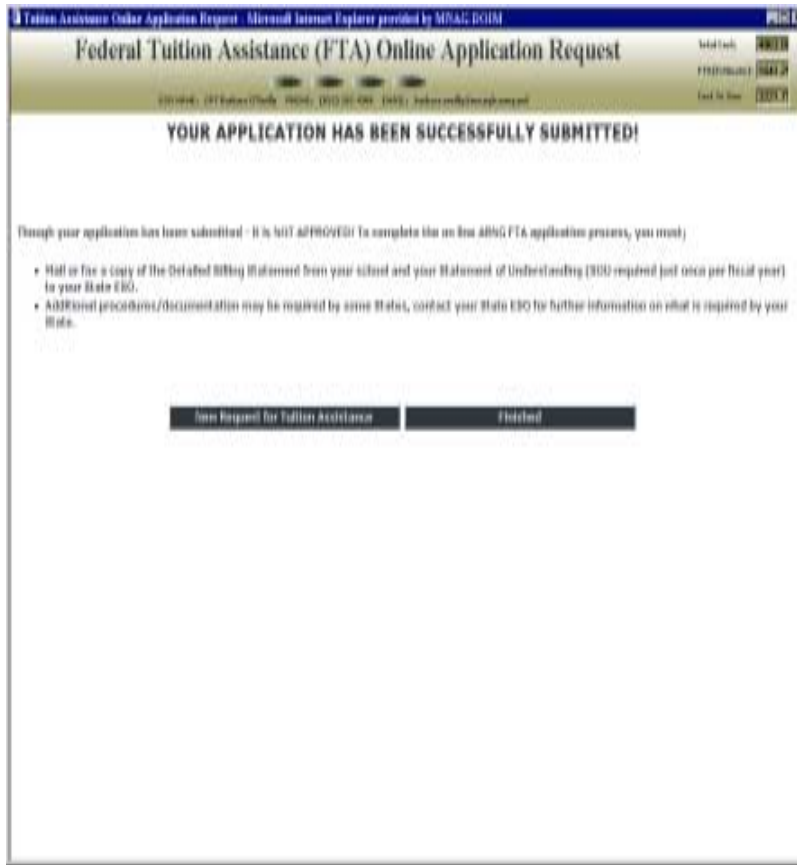 Tuition Assistance Online Application Request - Microsoft Internet Explorer provided by MNAG DOIM
Federal Tuition Assistance (FTA) Online Application Request
YOUR APPLICATION HAS BEEN SUCCESSFULLY SUBMITTED!
Though your application has been submitted - it is NOT APPROVED! To complete the on line ARNG FTA application process, you must;
• Mail or fax a copy of the Detailed Billing Statement from your school and your Statement of Understanding (SOU required just once per fiscal year)
to your State ESO.
• Additional procedures/documentation may be required by some States, contact your State ESO for further information on what is required by your
State.
New Request for Tuition Assistance
Finished